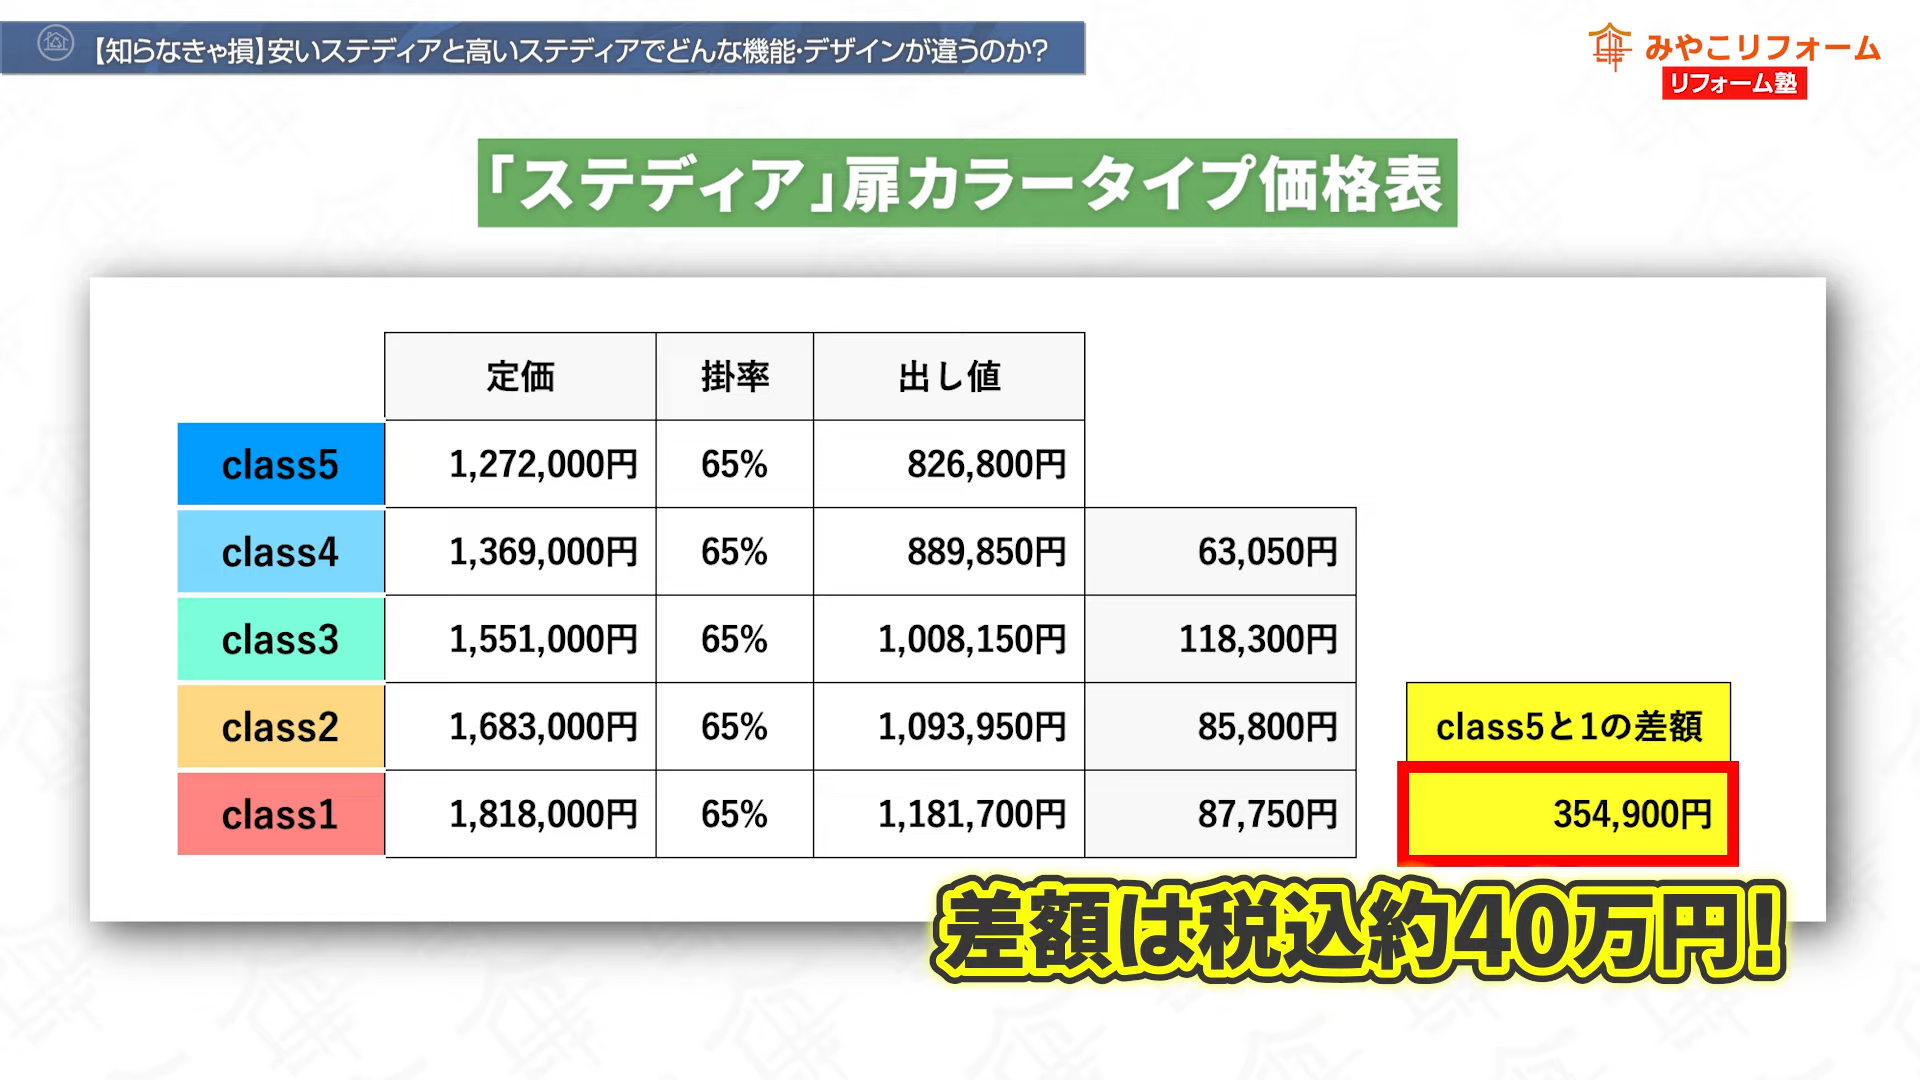 【知らなきゃ損】安いステディアと高いステディアでどんな機能・デザインが違うのか?
みやこリフォーム
リフォーム塾
「ステディア」扉カラータイプ価格表
定価 掛率 出し値
class5 1,272,000円 65% 826,800円
class4 1,369,000円 65% 889,850円 63,050円
class3 1,551,000円 65% 1,008,150円 118,300円
class2 1,683,000円 65% 1,093,950円 85,800円 class5と1の差額
class1 1,818,000円 65% 1,181,700円 87,750円 354,900円
差額は税込約40万円!